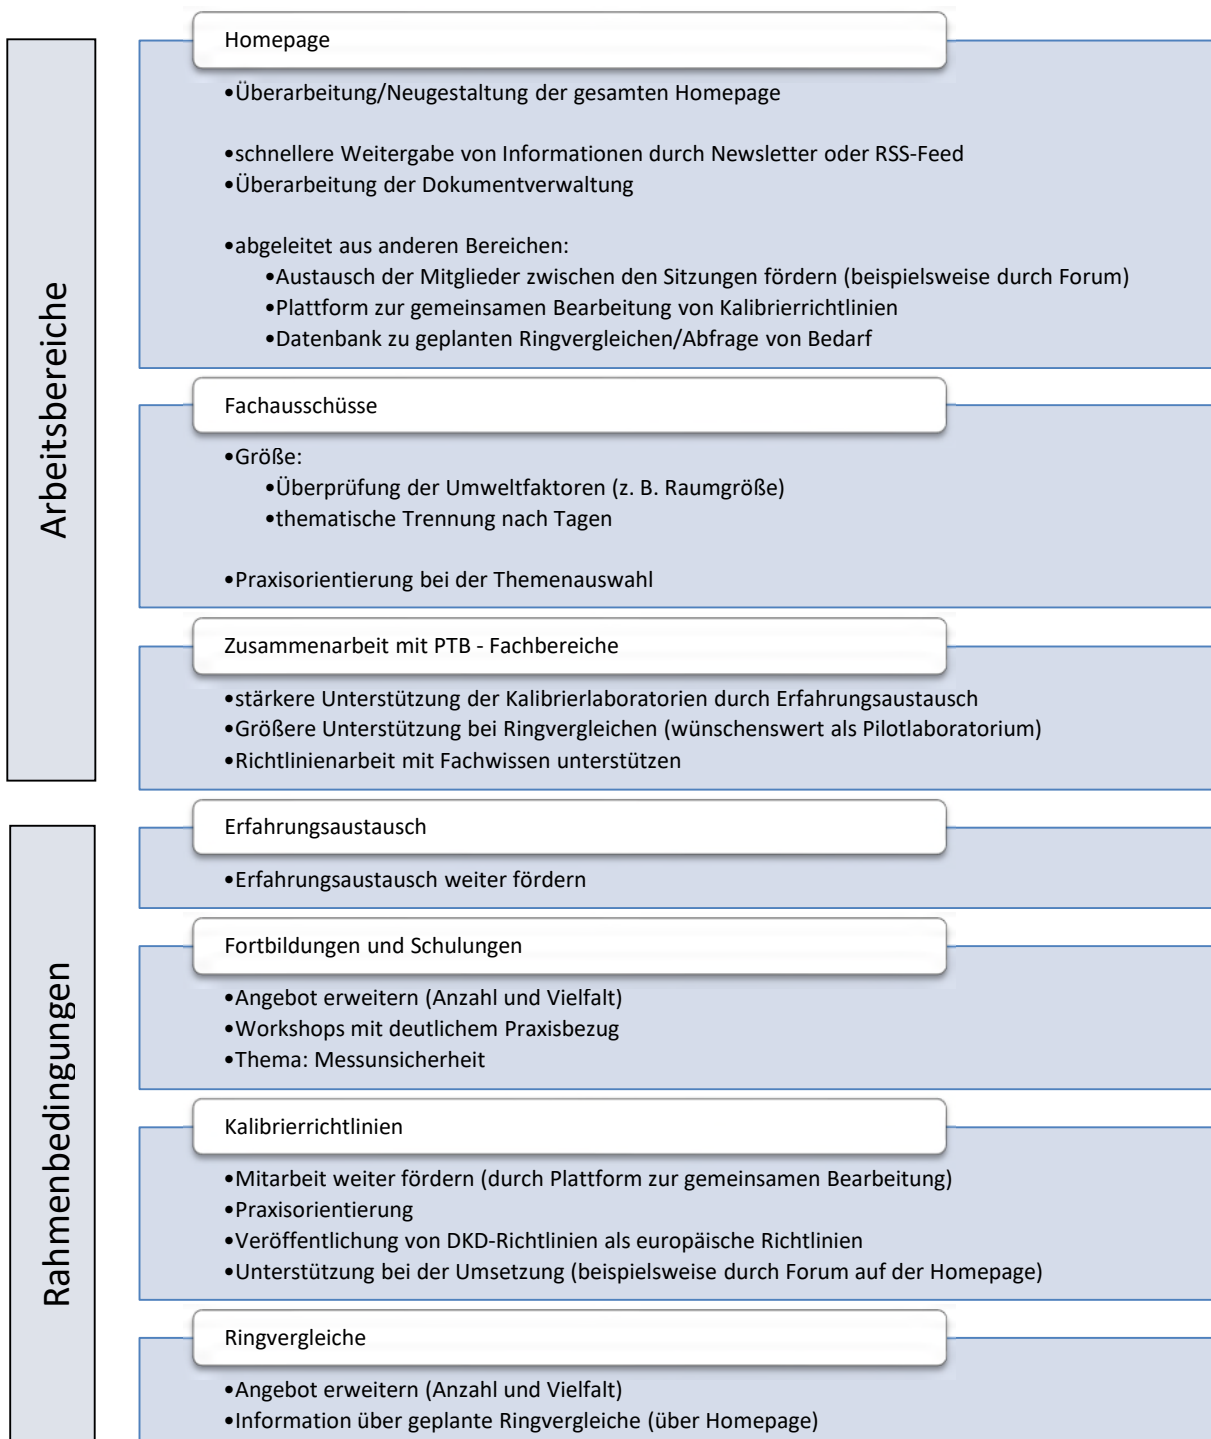 Arbeitsbereiche
Homepage
•Überarbeitung/Neugestaltung der gesamten Homepage
•schnellere Weitergabe von Informationen durch Newsletter oder RSS-Feed
•Überarbeitung der Dokumentverwaltung
•abgeleitet aus anderen Bereichen:
•Austausch der Mitglieder zwischen den Sitzungen fördern (beispielsweise durch Forum)
•Plattform zur gemeinsamen Bearbeitung von Kalibrierrichtlinien
•Datenbank zu geplanten Ringvergleichen/Abfrage von Bedarf
Fachausschüsse
•Größe:
•Überprüfung der Umweltfaktoren (z. B. Raumgröße)
•thematische Trennung nach Tagen
•Praxisorientierung bei der Themenauswahl
Zusammenarbeit mit PTB - Fachbereiche
•stärkere Unterstützung der Kalibrierlaboratorien durch Erfahrungsaustausch
•Größere Unterstützung bei Ringvergleichen (wünschenswert als Pilotlaboratorium)
•Richtlinienarbeit mit Fachwissen unterstützen
Rahmenbedingungen
Erfahrungsaustausch
•Erfahrungsaustausch weiter fördern
Fortbildungen und Schulungen
•Angebot erweitern (Anzahl und Vielfalt)
•Workshops mit deutlichem Praxisbezug
•Thema: Messunsicherheit
Kalibrierrichtlinien
•Mitarbeit weiter fördern (durch Plattform zur gemeinsamen Bearbeitung)
•Praxisorientierung
•Veröffentlichung von DKD-Richtlinien als europäische Richtlinien
•Unterstützung bei der Umsetzung (beispielsweise durch Forum auf der Homepage)
Ringvergleiche
•Angebot erweitern (Anzahl und Vielfalt)
•Information über geplante Ringvergleiche (über Homepage)